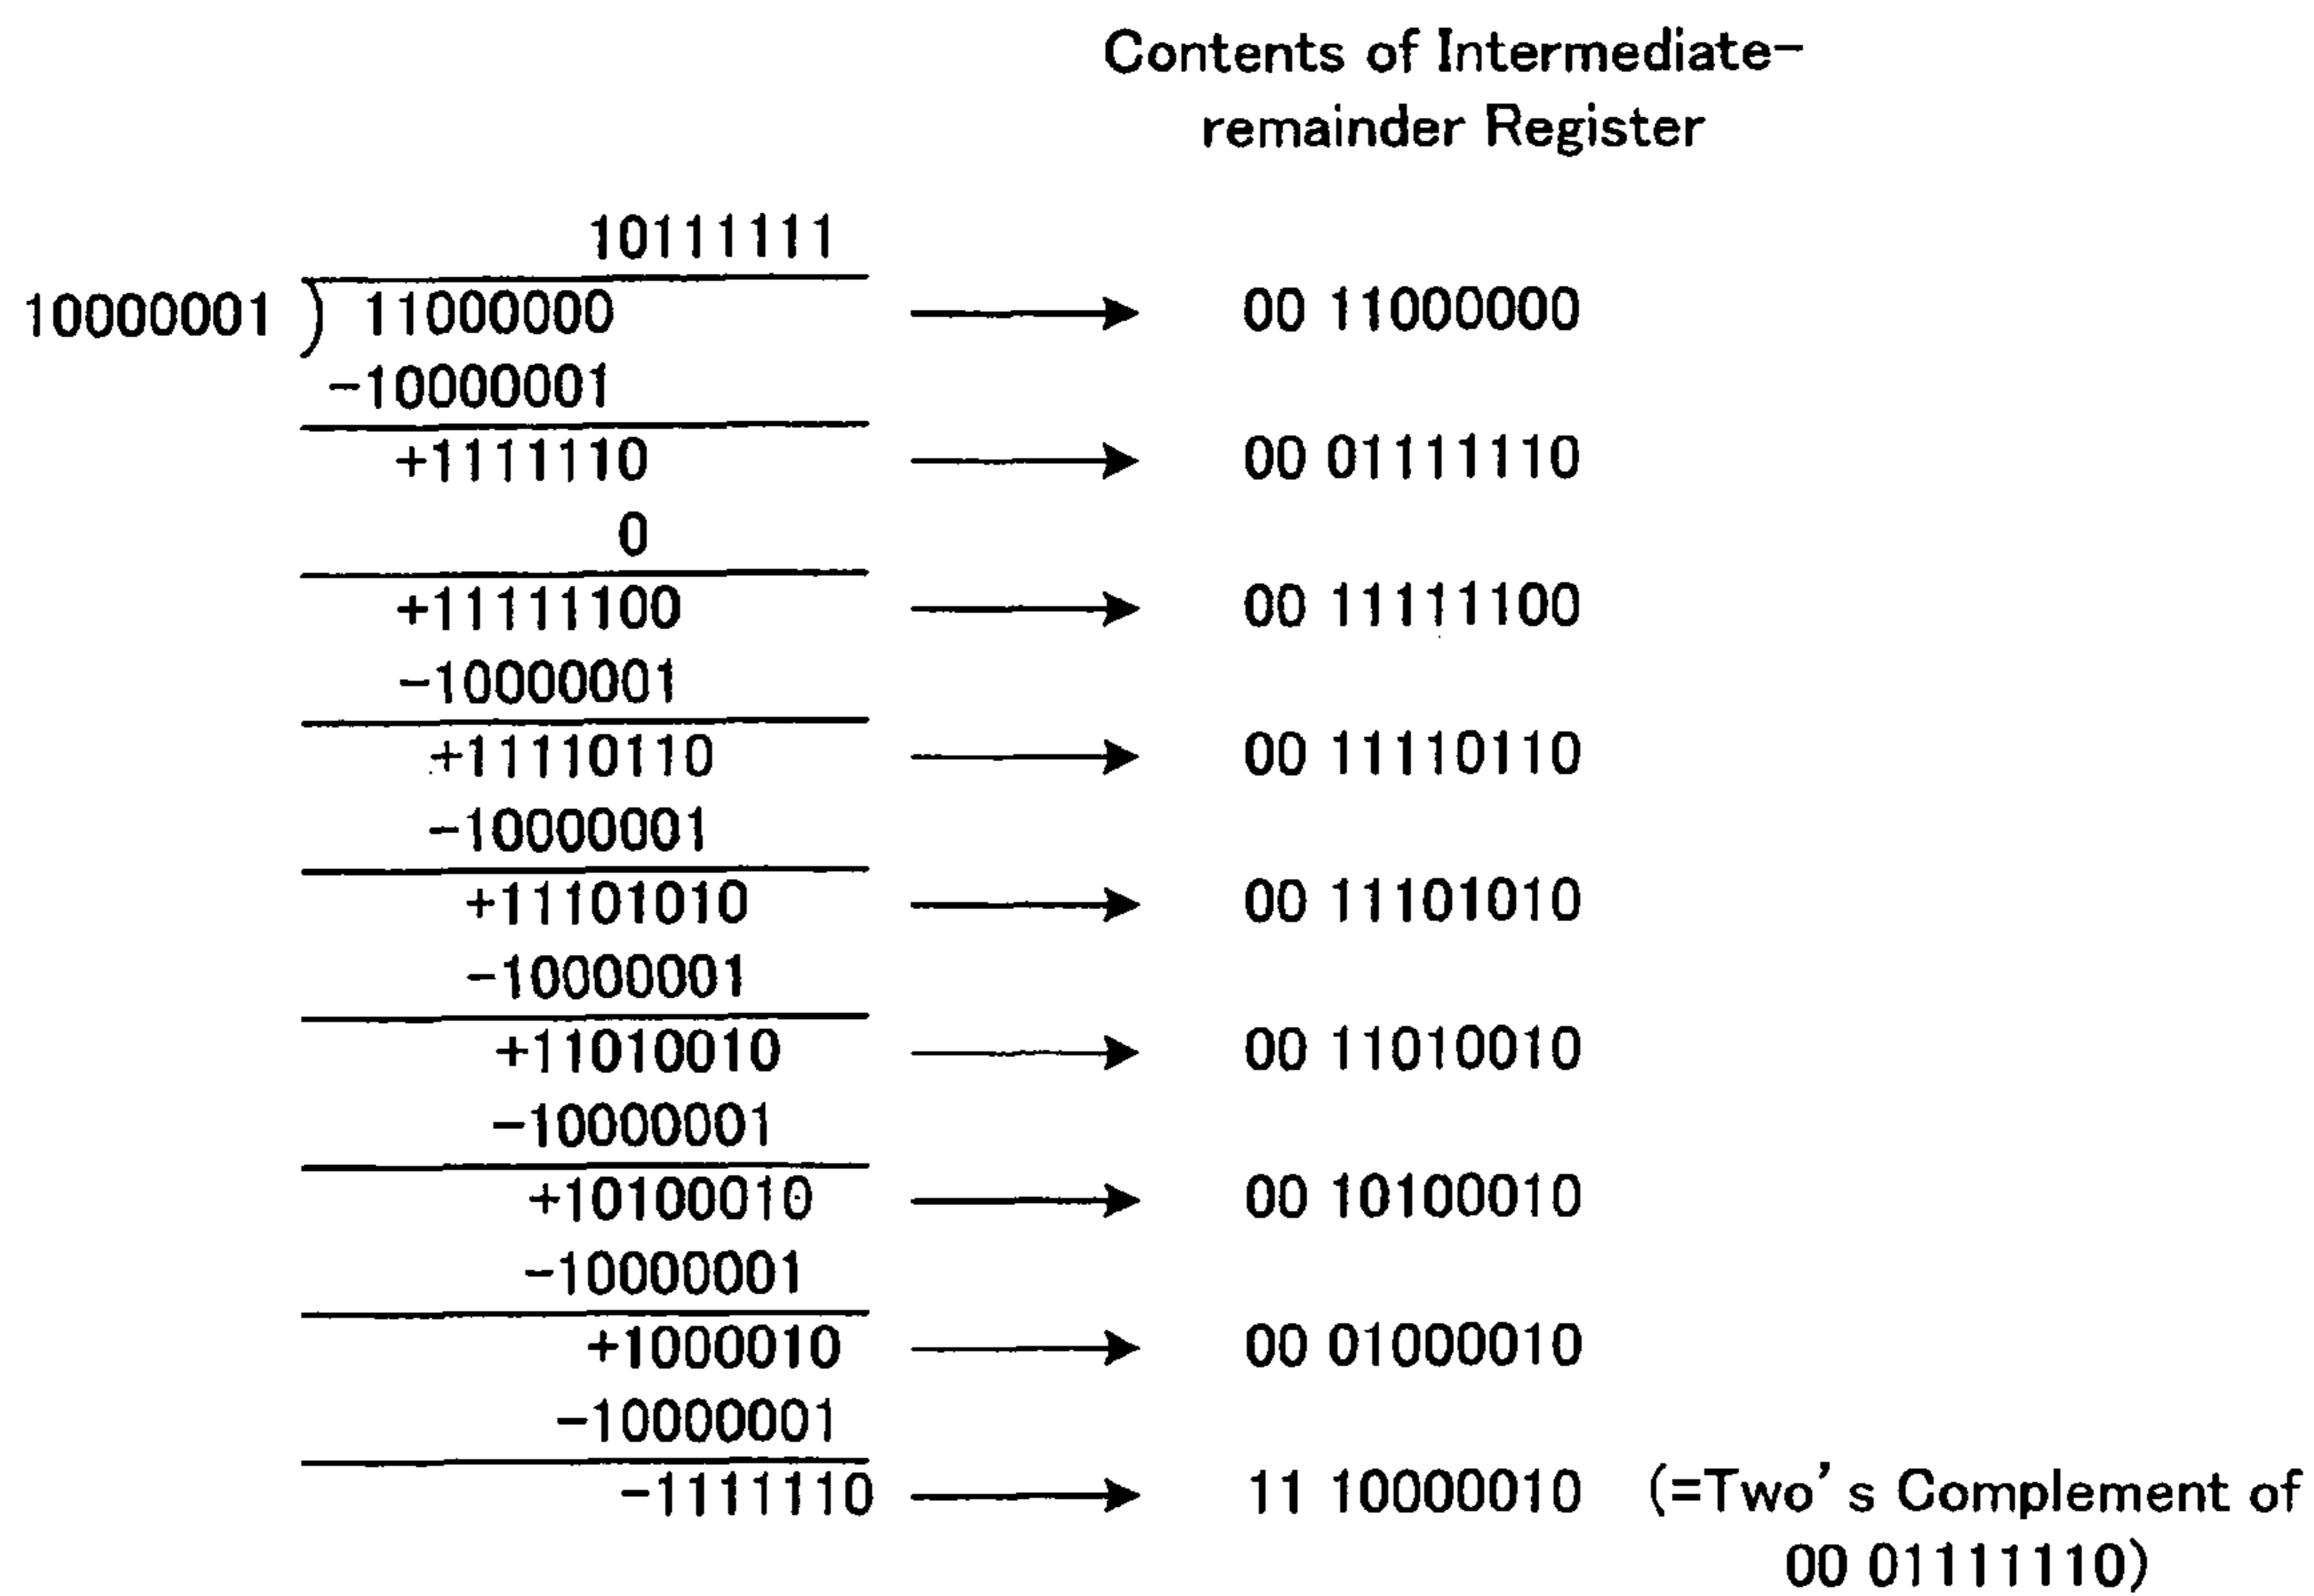 Contents of Intermediate-
remainder Register
10111111
10000001 ) 11000000 00 11000000
-10000001
+1111110 00 01111110
0
+11111100 00 11111100
-10000001
+11110110 00 11110110
-10000001
+11101010 00 11101010
-10000001
+11010010 00 11010010
-10000001
+10100010 00 10100010
-10000001
+1000010 00 01000010
-10000001
-1111110 11 10000010 (=Two's Complement of
00 01111110)